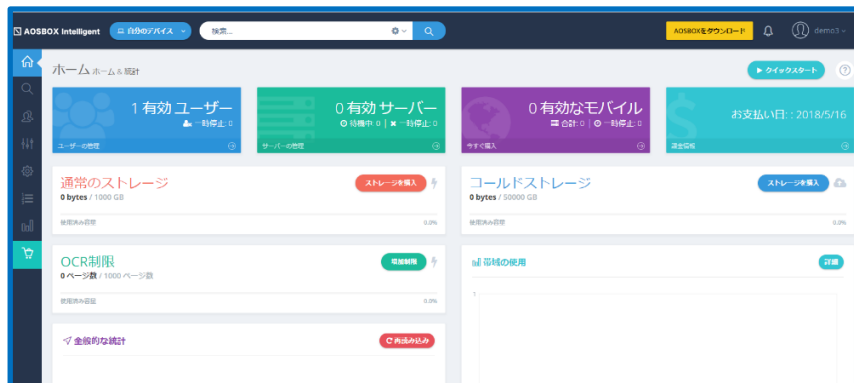 AOSBOX Intelligent
自分のデバイス
検索...
AOSBOXをダウンロード
demo3
ホーム ホーム & 統計
クイックスタート
?
1 有効 ユーザー
一時停止: 0
ユーザーの管理
0 有効 サーバー
待機中: 0 | 一時停止: 0
サーバーの管理
0 有効なモバイル
合計: 0 | 一時停止: 0
今すぐ購入
お支払い日: : 2018/5/16
課金情報
通常のストレージ
ストレージを購入
0 bytes / 1000 GB
使用済み容量
0.0%
コールドストレージ
ストレージを購入
0 bytes / 50000 GB
使用済み容量
0.0%
OCR制限
増加制限
0 ページ数 / 1000 ページ数
使用済み容量
0.0%
帯域の使用
詳細
全般的な統計
再読み込み